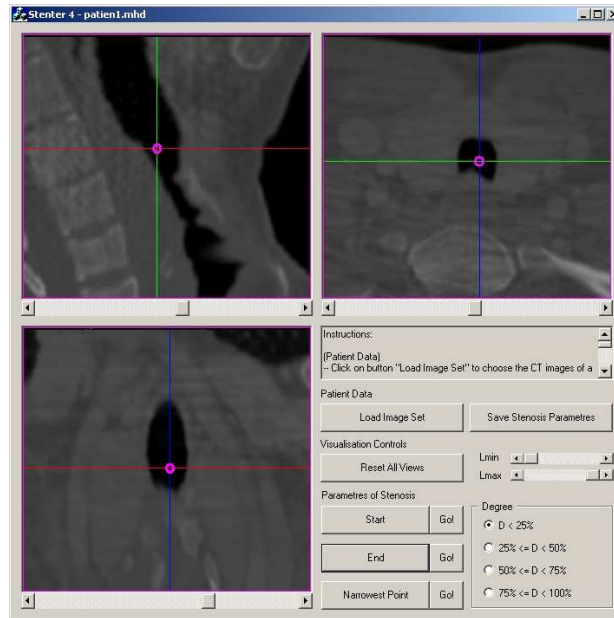 Stenter 4 - patien1.mhd
Instructions:
(Patient Data)
-- Click on button "Load Image Set" to choose the CT images of a
Patient Data
Load Image Set
Save Stenosis Parametres
Visualisation Controls
Reset All Views
Lmin
Lmax
Parametres of Stenosis
Start
Go!
End
Go!
Narrowest Point
Go!
Degree
D < 25%
25% <= D < 50%
50% <= D < 75%
75% <= D < 100%